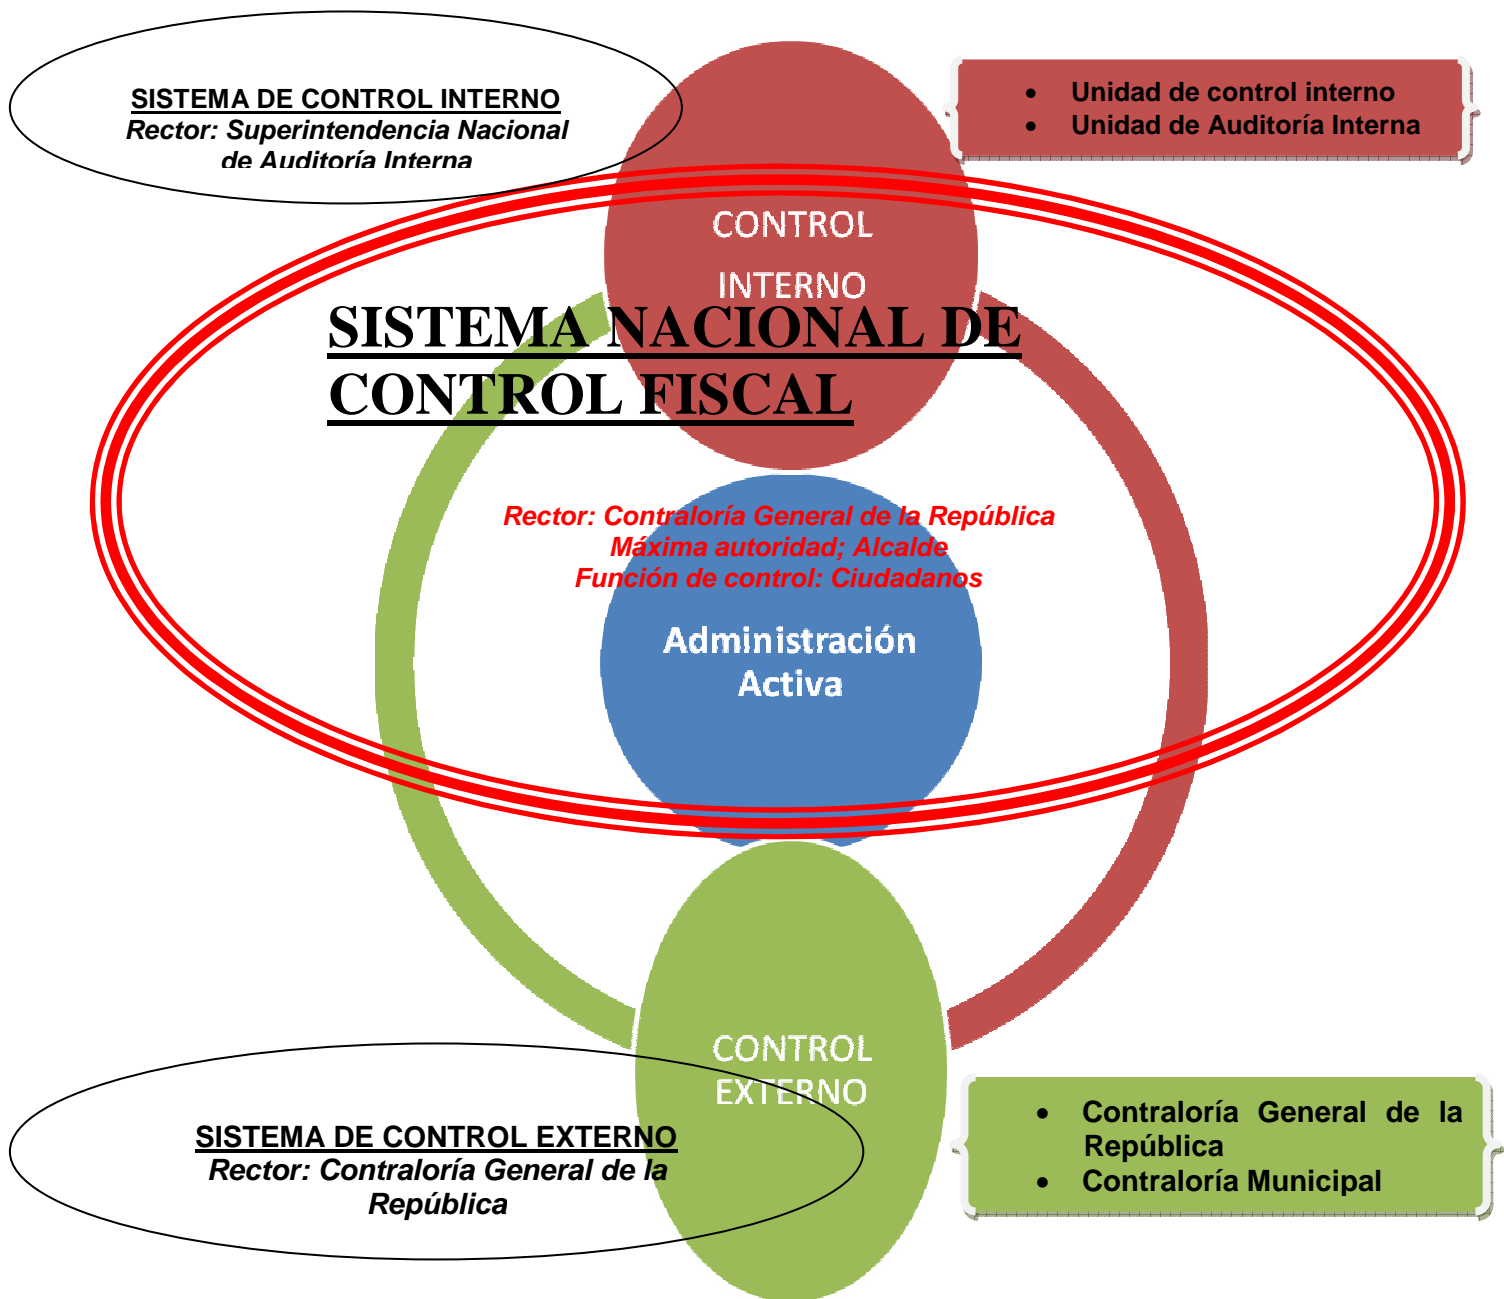 SISTEMA DE CONTROL INTERNO
Rector: Superintendencia Nacional
de Auditoría Interna
• Unidad de control interno
• Unidad de Auditoría Interna
CONTROL
INTERNO
SISTEMA NACIONAL DE
CONTROL FISCAL
Rector: Contraloría General de la República
Máxima autoridad; Alcalde
Función de control: Ciudadanos
Administración
Activa
CONTROL
EXTERNO
SISTEMA DE CONTROL EXTERNO
Rector: Contraloría General de la
República
• Contraloría General de la
República
• Contraloría Municipal